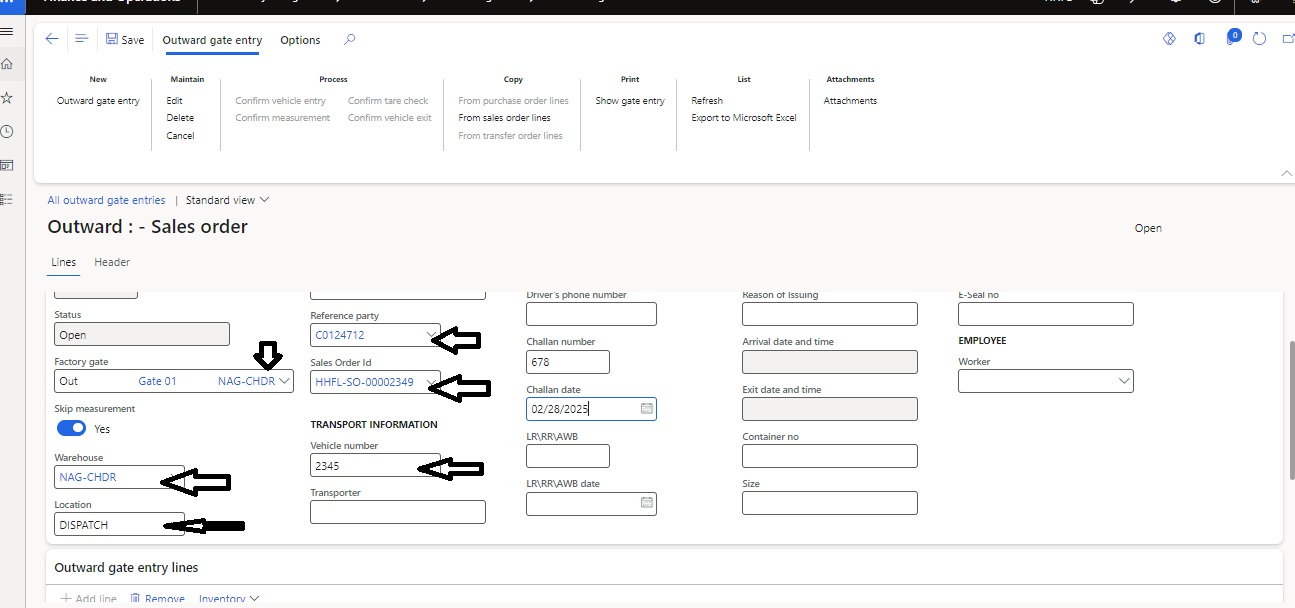 Save
Outward gate entry
Options
0
New
Outward gate entry
Maintain
Edit
Delete
Cancel
Process
Confirm vehicle entry
Confirm tare check
Confirm measurement
Confirm vehicle exit
Copy
From purchase order lines
From sales order lines
From transfer order lines
Print
Show gate entry
List
Refresh
Export to Microsoft Excel
Attachments
Attachments
All outward gate entries | Standard view
Outward : - Sales order
Open
Lines
Header
Status
Open
Factory gate
Out Gate 01 NAG-CHDR
Skip measurement
Yes
Warehouse
NAG-CHDR
Location
DISPATCH
Reference party
C0124712
Sales Order Id
HHFL-SO-00002349
TRANSPORT INFORMATION
Vehicle number
2345
Transporter
Driver's phone number
Challan number
678
Challan date
02/28/2025
LR\RR\AWB
LR\RR\AWB date
Reason of Issuing
Arrival date and time
Exit date and time
Container no
Size
E-Seal no
EMPLOYEE
Worker
Outward gate entry lines
Add line
Remove
Inventory